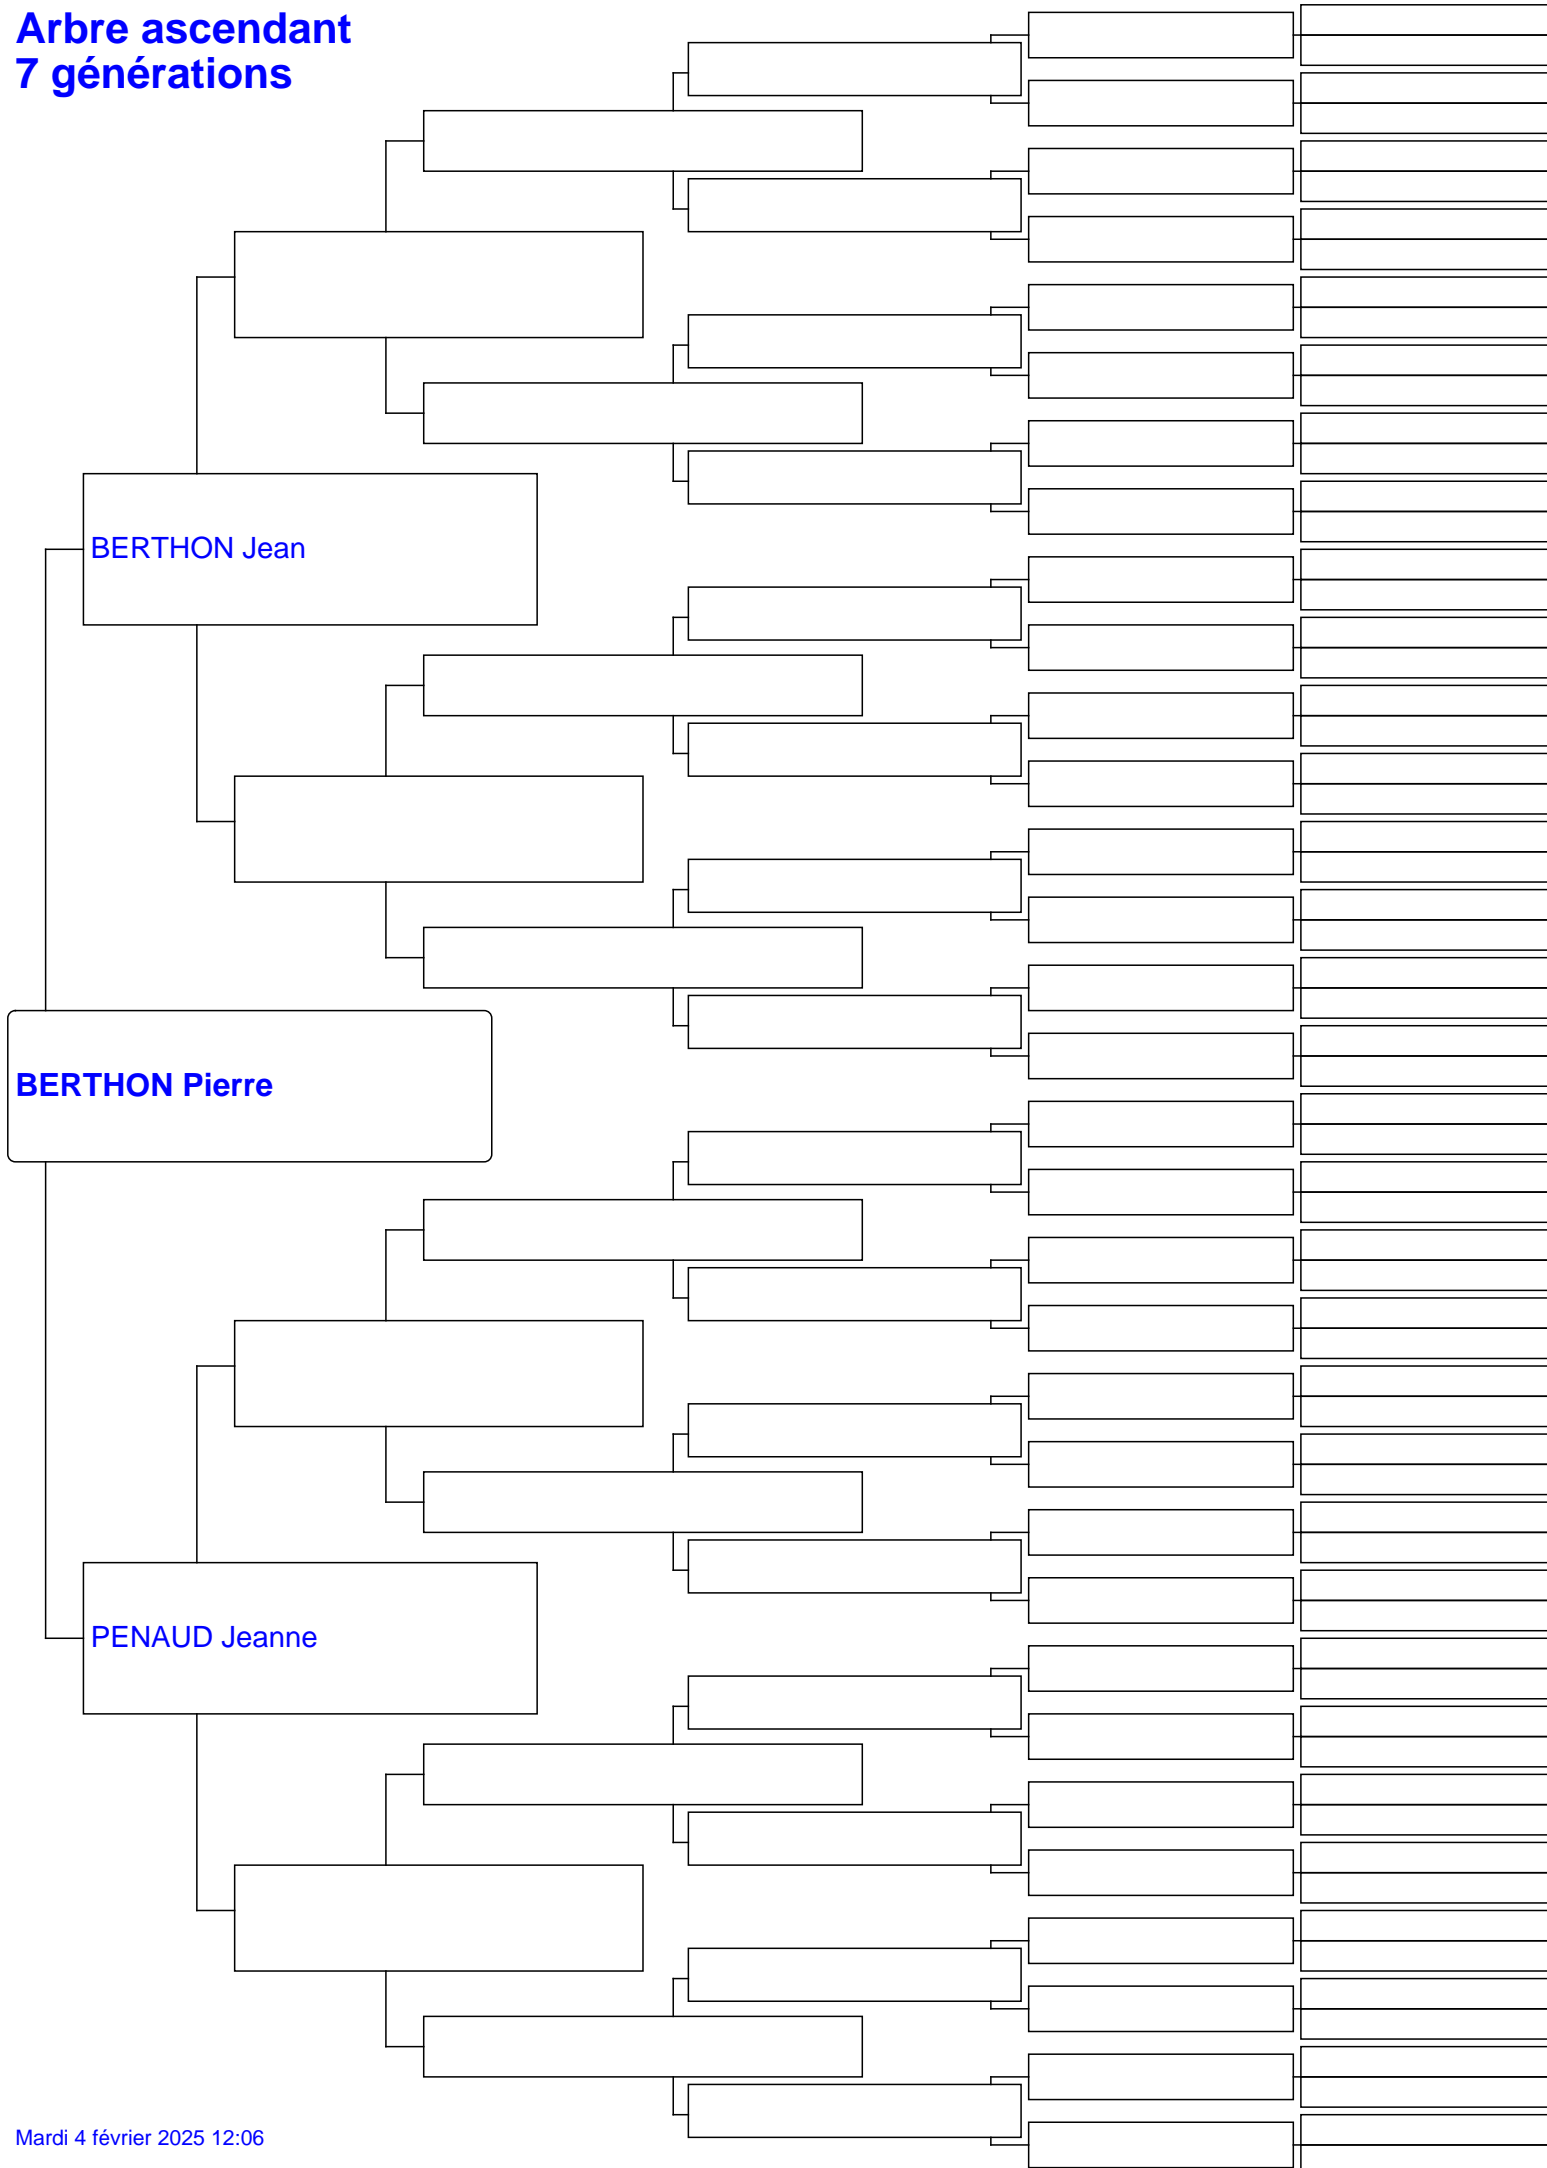 Arbre ascendant
7 générations
BERTHON Jean
BERTHON Pierre
PENAUD Jeanne
Mardi 4 février 2025 12:06